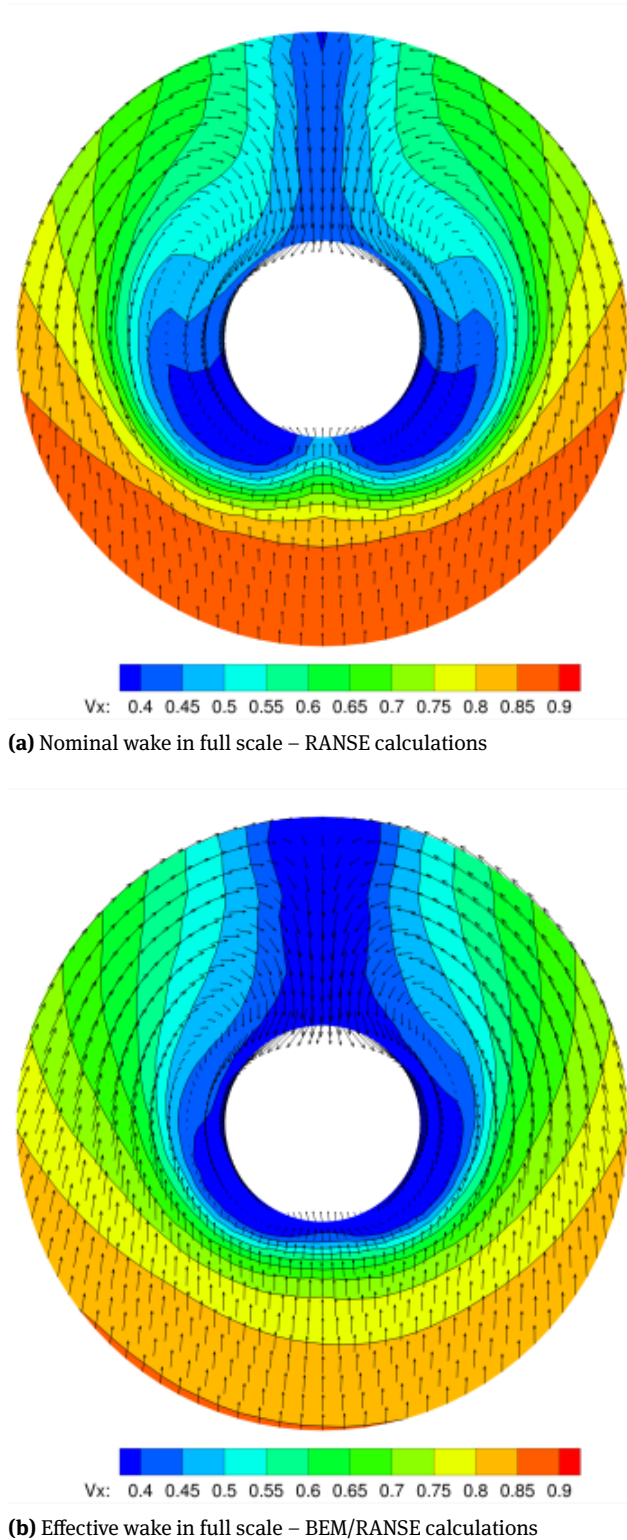 Vx: 0.4 0.45 0.5 0.55 0.6 0.65 0.7 0.75 0.8 0.85 0.9
(a) Nominal wake in full scale – RANSE calculations
Vx: 0.4 0.45 0.5 0.55 0.6 0.65 0.7 0.75 0.8 0.85 0.9
(b) Effective wake in full scale – BEM/RANSE calculations